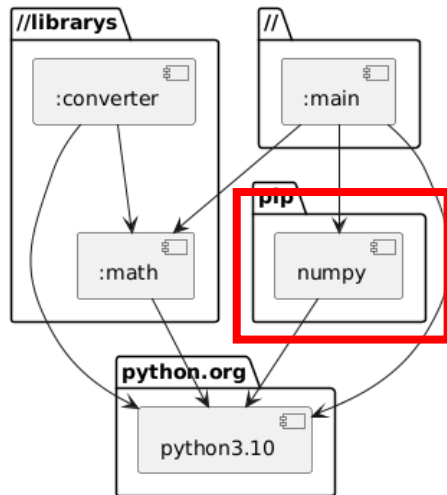 //librarys
//
:converter
:main
pip
:math
numpy
python.org
python3.10